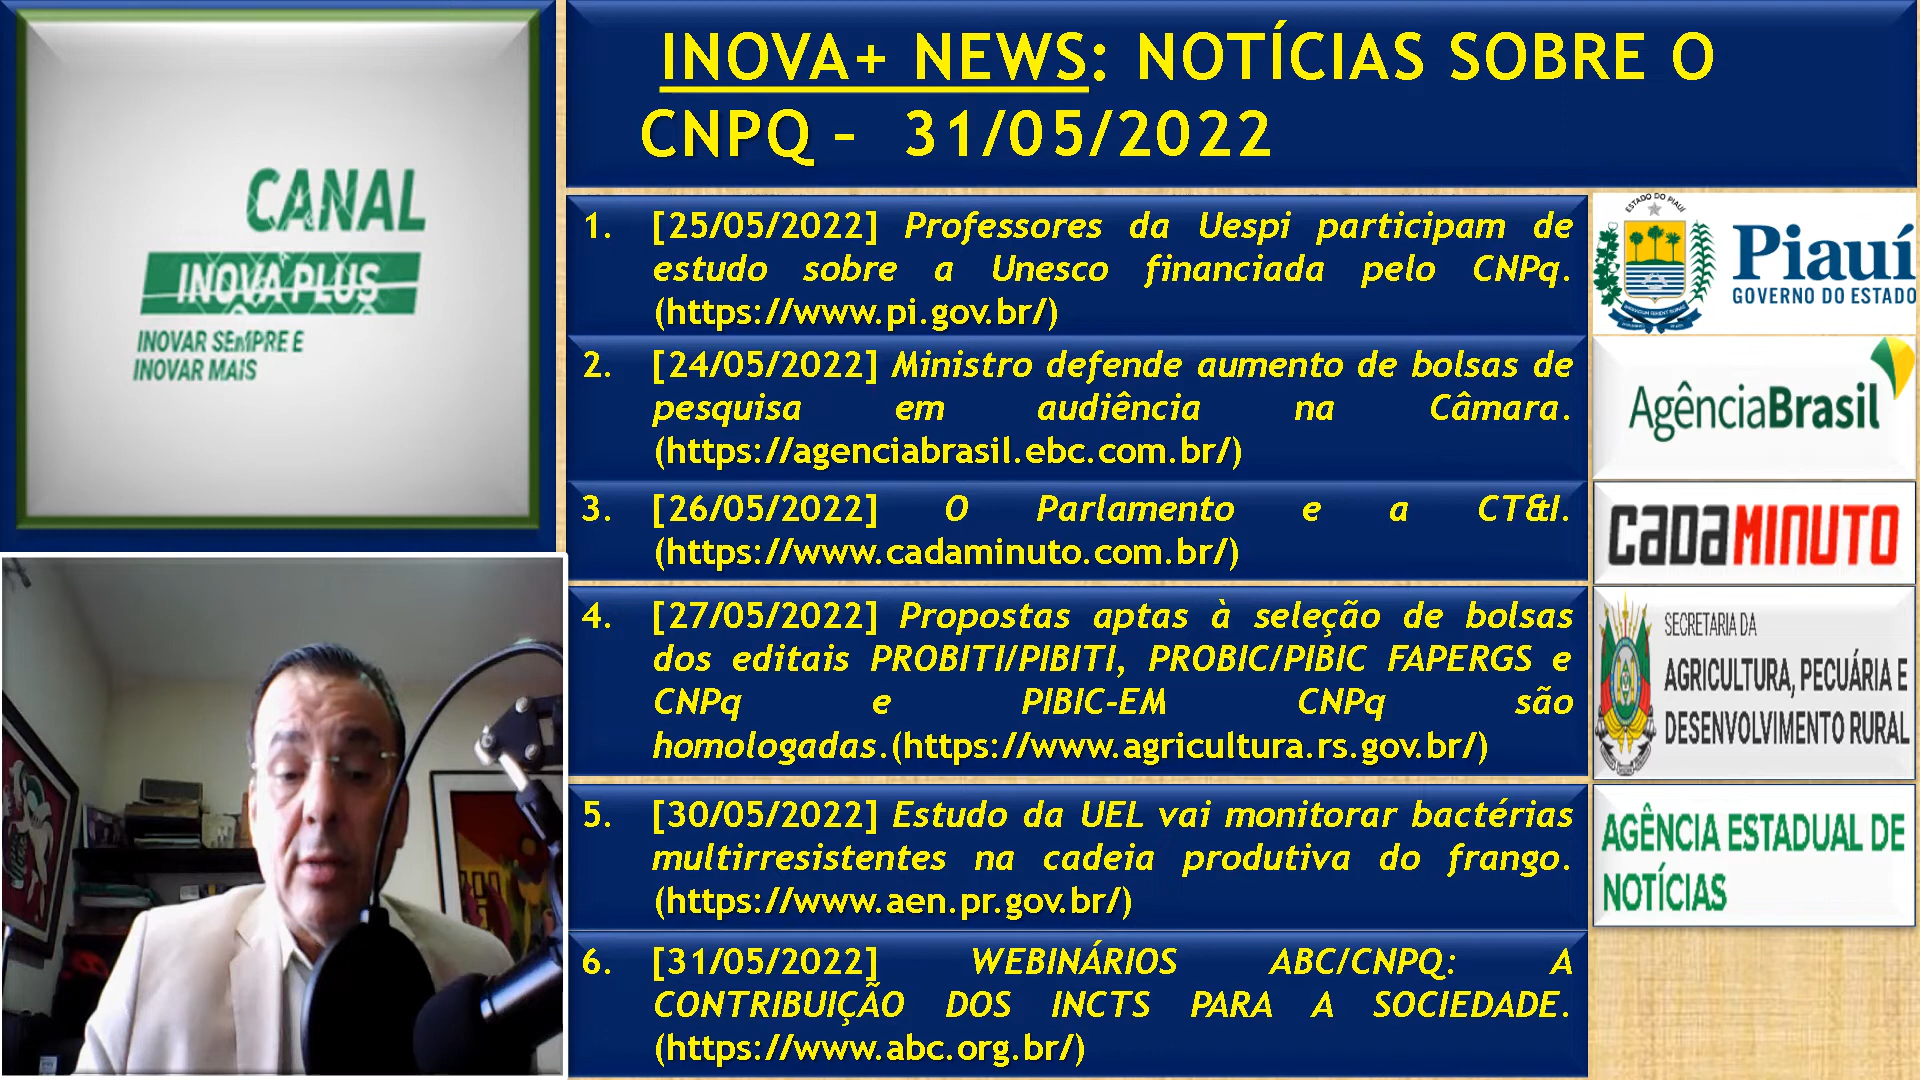 CANAL
INOVA PLUS
INOVAR SEMPRE E
INOVAR MAIS
INOVA+ NEWS: NOTÍCIAS SOBRE O
CNPQ – 31/05/2022
1. [25/05/2022] Professores da Uespi participam de
estudo sobre a Unesco financiada pelo CNPq.
(https://www.pi.gov.br/)
ESTADO DO PIAUÍ
Piauí
GOVERNO DO ESTADO
2. [24/05/2022] Ministro defende aumento de bolsas de
pesquisa em audiência na Câmara.
(https://agenciabrasil.ebc.com.br/)
AgênciaBrasil
3. [26/05/2022] O Parlamento e a CT&I.
(https://www.cadaminuto.com.br/)
CADAMINUTO
4. [27/05/2022] Propostas aptas à seleção de bolsas
dos editais PROBITI/PIBITI, PROBIC/PIBIC FAPERGS e
CNPq e PIBIC-EM CNPq são
homologadas.(https://www.agricultura.rs.gov.br/)
SECRETARIA DA
AGRICULTURA, PECUÁRIA E
DESENVOLVIMENTO RURAL
5. [30/05/2022] Estudo da UEL vai monitorar bactérias
multirresistentes na cadeia produtiva do frango.
(https://www.aen.pr.gov.br/)
AGÊNCIA ESTADUAL DE
NOTÍCIAS
6. [31/05/2022] WEBINÁRIOS ABC/CNPQ: A
CONTRIBUIÇÃO DOS INCTS PARA A SOCIEDADE.
(https://www.abc.org.br/)